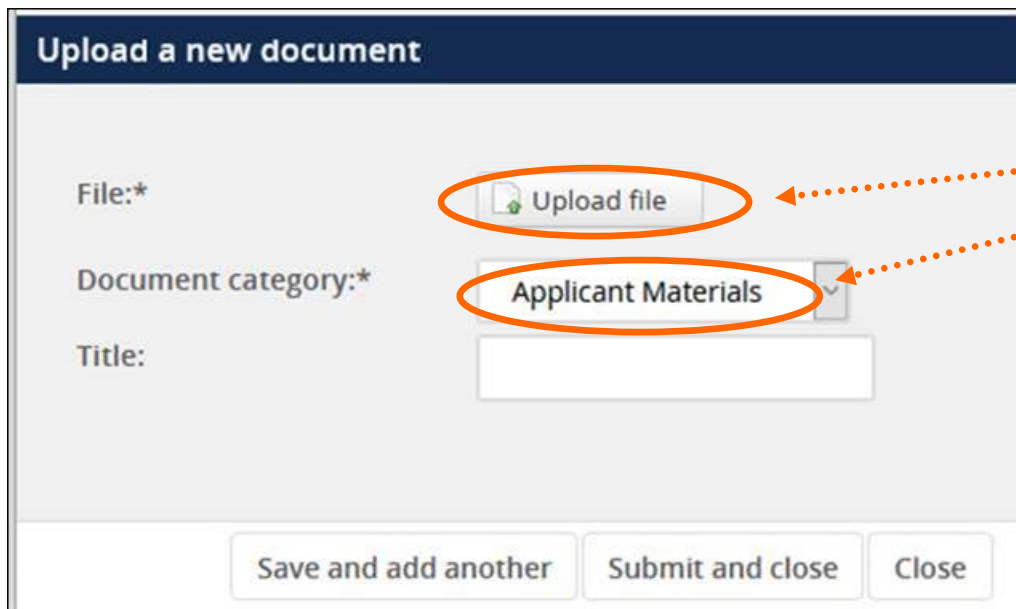 Upload a new document
File:* Upload file
Document category:* Applicant Materials
Title:
Save and add another Submit and close Close